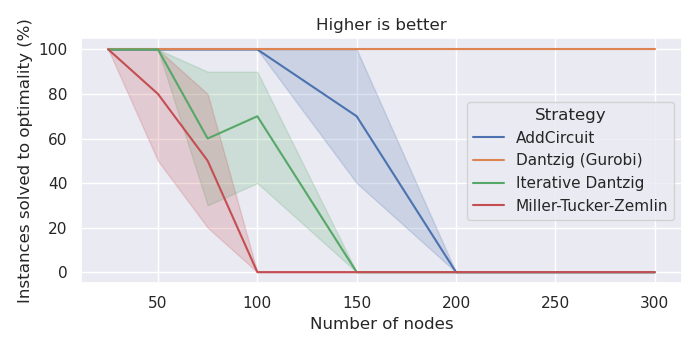 Higher is better
Instances solved to optimality (%)
100
80
60
40
20
0
Strategy
AddCircuit
Dantzig (Gurobi)
Iterative Dantzig
Miller-Tucker-Zemlin
50
100
150
200
250
300
Number of nodes